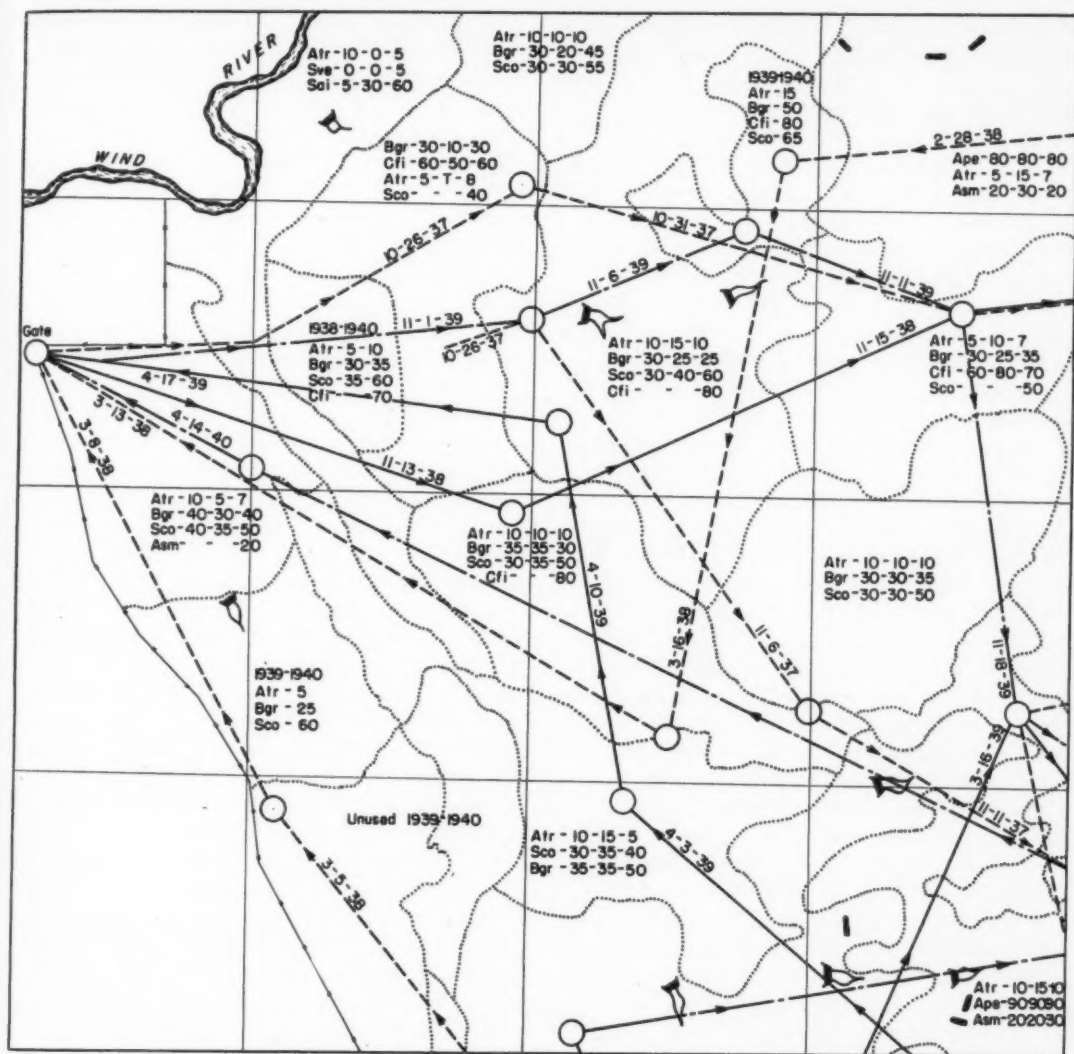 RIVER
WIND
Atr-10-0-5
Sve-0-0-5
Sai-5-30-60
Atr-10-10-10
Bgr-30-20-45
Sco-30-30-55
1939-1940
Atr-15
Bgr-50
Cfi-80
Sco-65
2-28-38
Ape-80-80-80
Atr-5-15-7
Asm-20-30-20
Bgr-30-10-30
Cfi-60-50-60
Atr-5-T-8
Sco- - -40
10-26-37
10-31-37
11-6-39
11-11-39
Gate
11-1-39
10-26-37
11-15-38
1938-1940
Atr-5-10
Bgr-30-35
Sco-35-60
Cfi- -70
Atr-10-15-10
Bgr-30-25-25
Sco-30-40-60
Cfi- - -80
Atr-5-10-7
Bgr-30-25-35
Cfi-60-80-70
Sco- - -50
4-17-39
4-14-40
3-13-38
3-8-38
11-13-38
Atr-10-5-7
Bgr-40-30-40
Sco-40-35-50
Asm- - -20
Atr-10-10-10
Bgr-35-35-30
Sco-30-35-50
Cfi- - -80
4-10-39
3-16-38
11-6-37
Atr-10-10-10
Bgr-30-30-35
Sco-30-30-50
11-18-39
3-16-39
1939-1940
Atr-5
Bgr-25
Sco-60
Unused 1939-1940
3-5-38
Atr-10-15-5
Sco-30-35-40
Bgr-35-35-50
4-3-39
11-11-37
Atr-10-15-10
Ape-909090
Asm-202030